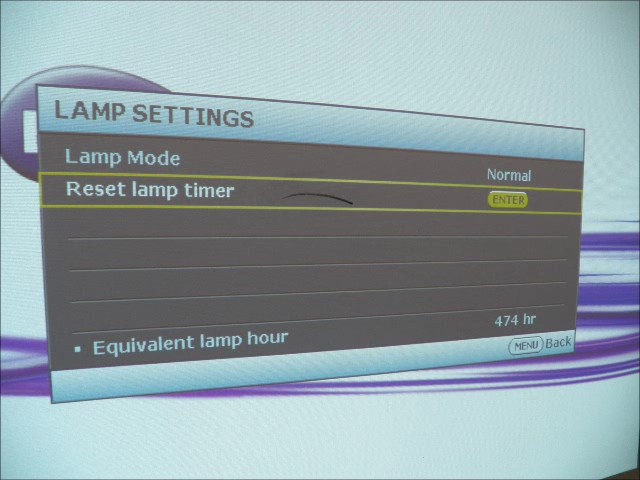 LAMP SETTINGS
Lamp Mode Normal
Reset lamp timer ENTER
▪ Equivalent lamp hour 474 hr
MENU Back